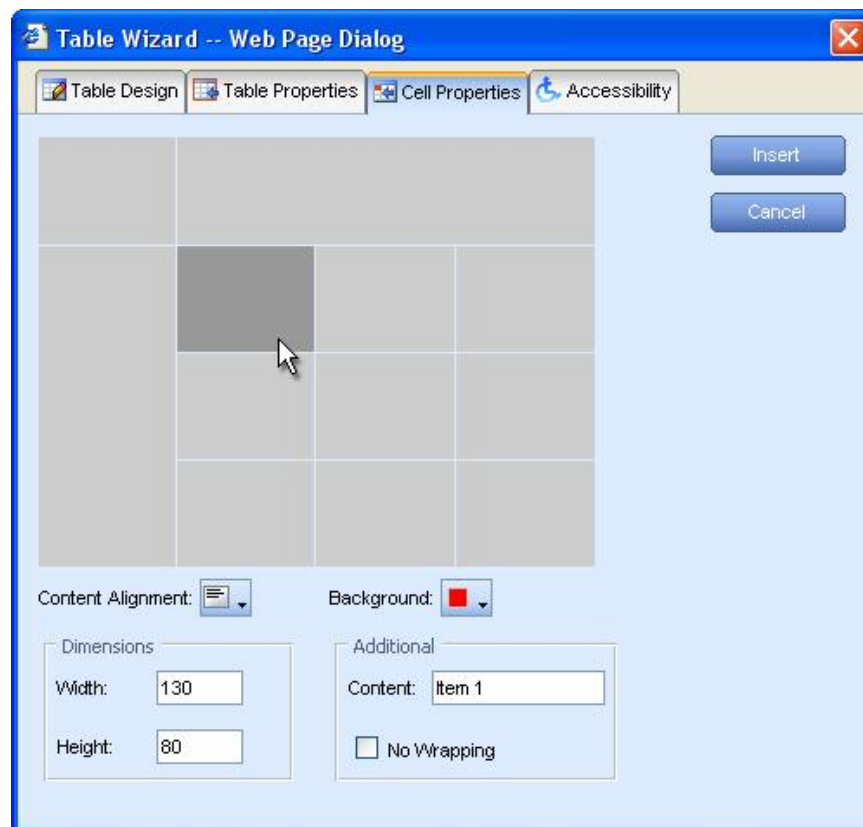 Table Wizard -- Web Page Dialog
Table Design Table Properties Cell Properties Accessibility
Insert
Cancel
Content Alignment: Background:
Dimensions Additional
Width: 130 Content: Item 1
Height: 80 No Wrapping